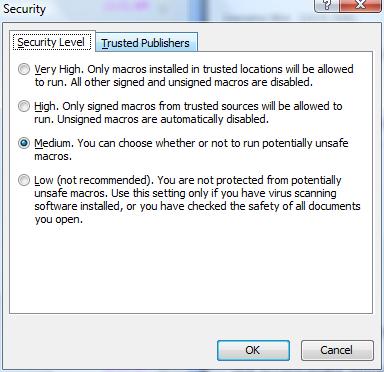 Security
Security Level
Trusted Publishers
Very High. Only macros installed in trusted locations will be allowed
to run. All other signed and unsigned macros are disabled.
High. Only signed macros from trusted sources will be allowed to
run. Unsigned macros are automatically disabled.
Medium. You can choose whether or not to run potentially unsafe
macros.
Low (not recommended). You are not protected from potentially
unsafe macros. Use this setting only if you have virus scanning
software installed, or you have checked the safety of all documents
you open.
OK
Cancel